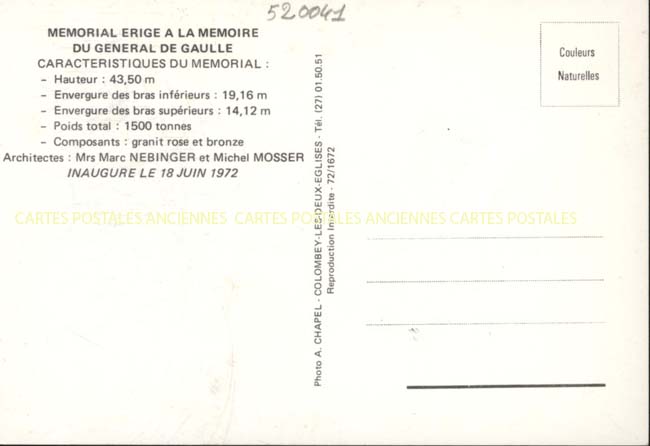 520041
MEMORIAL ERIGE A LA MEMOIRE
DU GENERAL DE GAULLE
CARACTERISTIQUES DU MEMORIAL :
– Hauteur : 43,50 m
– Envergure des bras inférieurs : 19,16 m
– Envergure des bras supérieurs : 14,12 m
– Poids total : 1500 tonnes
– Composants : granit rose et bronze
Architectes : Mrs Marc NEBINGER et Michel MOSSER
INAUGURE LE 18 JUIN 1972
CARTES POSTALES ANCIENNES CARTES POSTALES ANCIENNES CARTES POSTALES
Photo A. CHAPEL - COLOMBEY-LES-DEUX-EGLISES - Tél. (27) 01.50.51
Reproduction Interdite - 72/1672
Couleurs
Naturelles